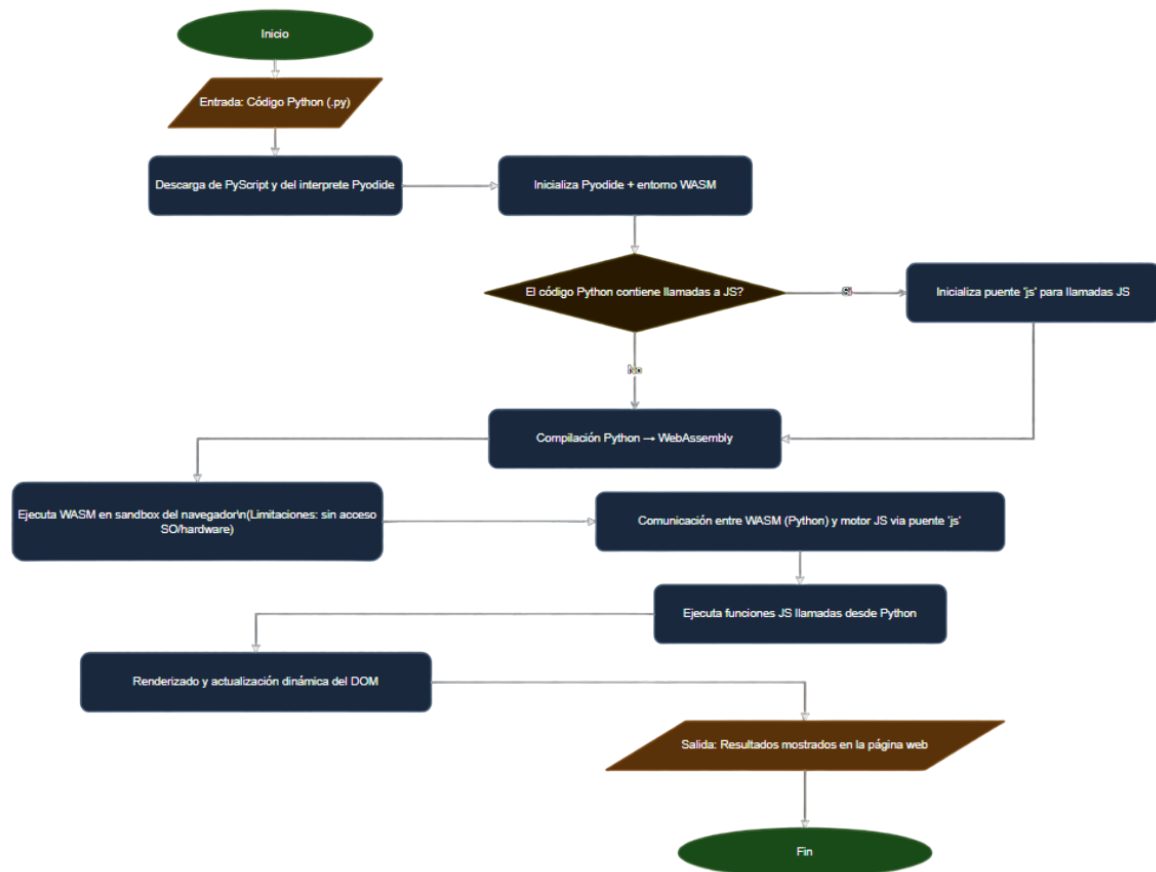 Inicio
Entrada: Código Python (.py)
Descarga de PyScript y del interprete Pyodide
Inicializa Pyodide + entorno WASM
El código Python contiene llamadas a JS?
Inicializa puente 'js' para llamadas JS
No
Compilación Python → WebAssembly
Ejecuta WASM en sandbox del navegador\n(Limitaciones: sin acceso
SO/hardware)
Comunicación entre WASM (Python) y motor JS via puente 'js'
Ejecuta funciones JS llamadas desde Python
Renderizado y actualización dinámica del DOM
Salida: Resultados mostrados en la página web
Fin